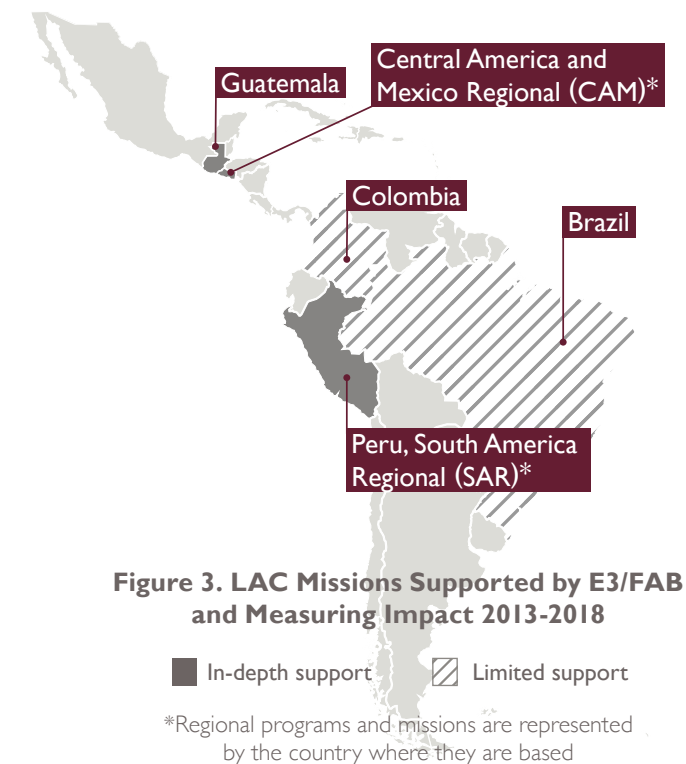 Central America and
Mexico Regional (CAM)*
Guatemala
Colombia
Brazil
Peru, South America
Regional (SAR)*
Figure 3. LAC Missions Supported by E3/FAB
and Measuring Impact 2013-2018
In-depth support
Limited support
*Regional programs and missions are represented
by the country where they are based